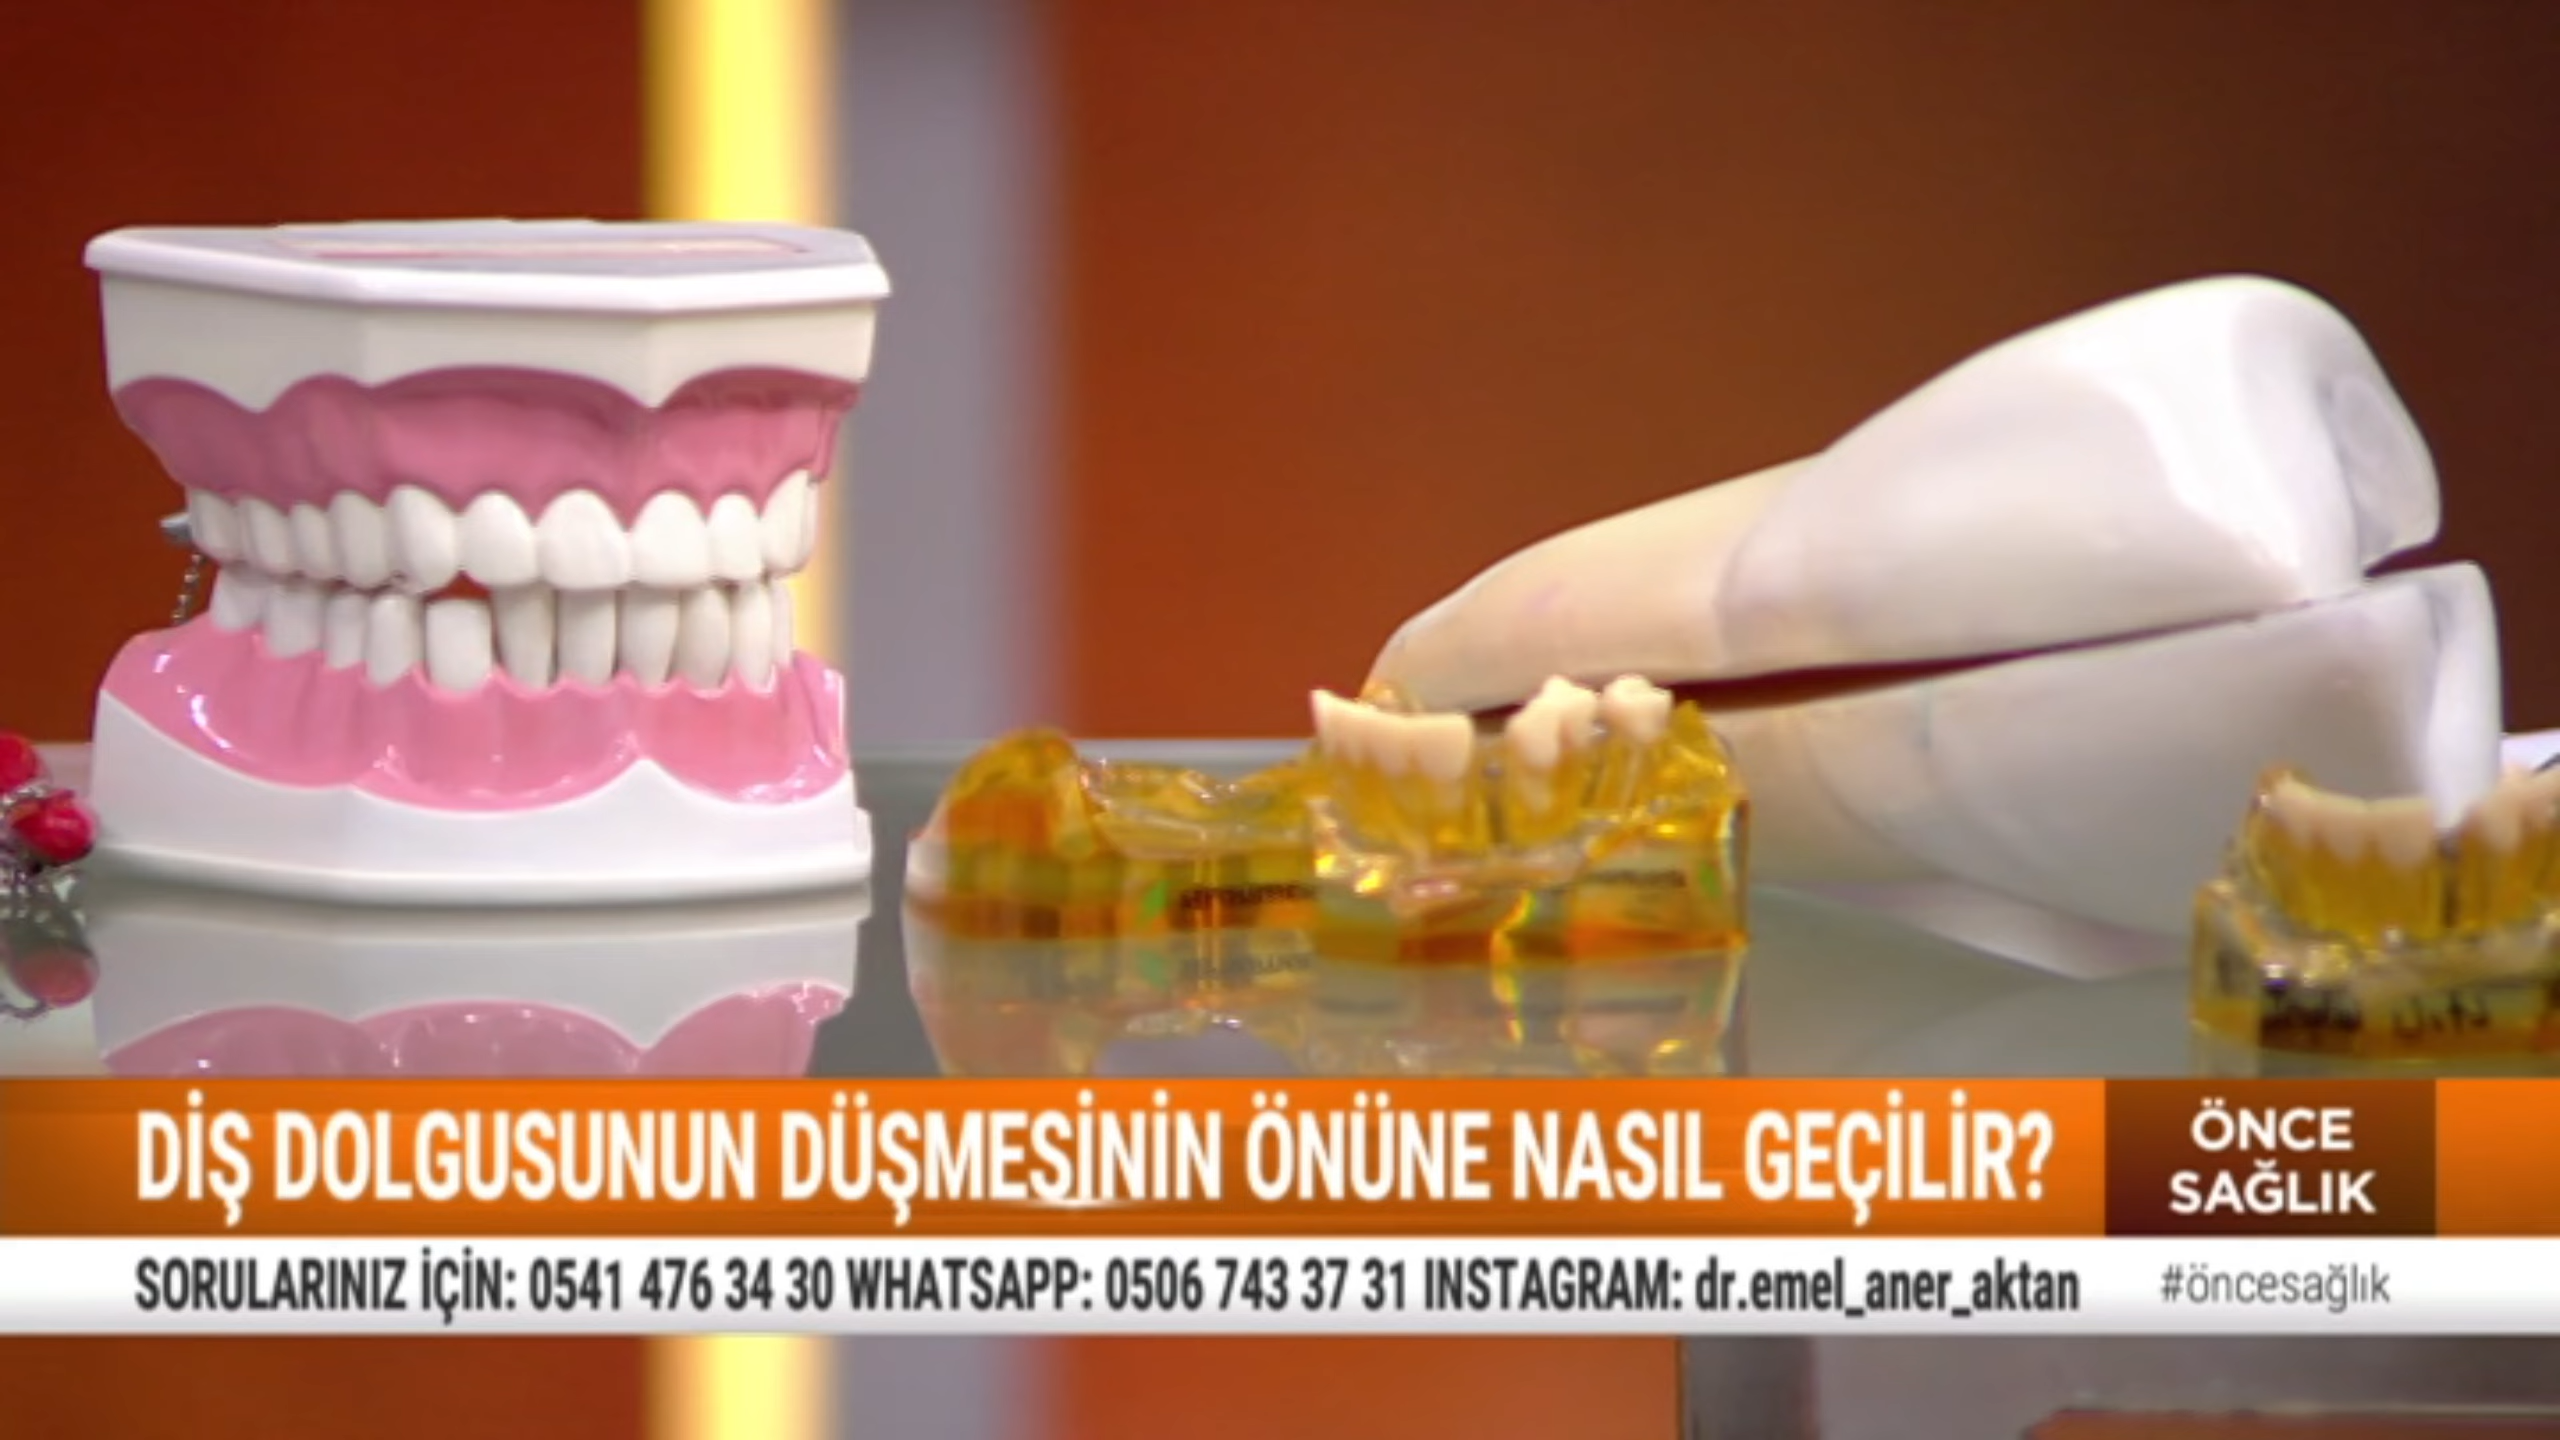 DİŞ DOLGUSUNUN DÜŞMESİNİN ÖNÜNE NASIL GEÇİLİR?
ÖNCE
SAĞLIK
SORULARINIZ İÇİN: 0541 476 34 30 WHATSAPP: 0506 743 37 31 INSTAGRAM: dr.emel_aner_aktan
#öncesağlık